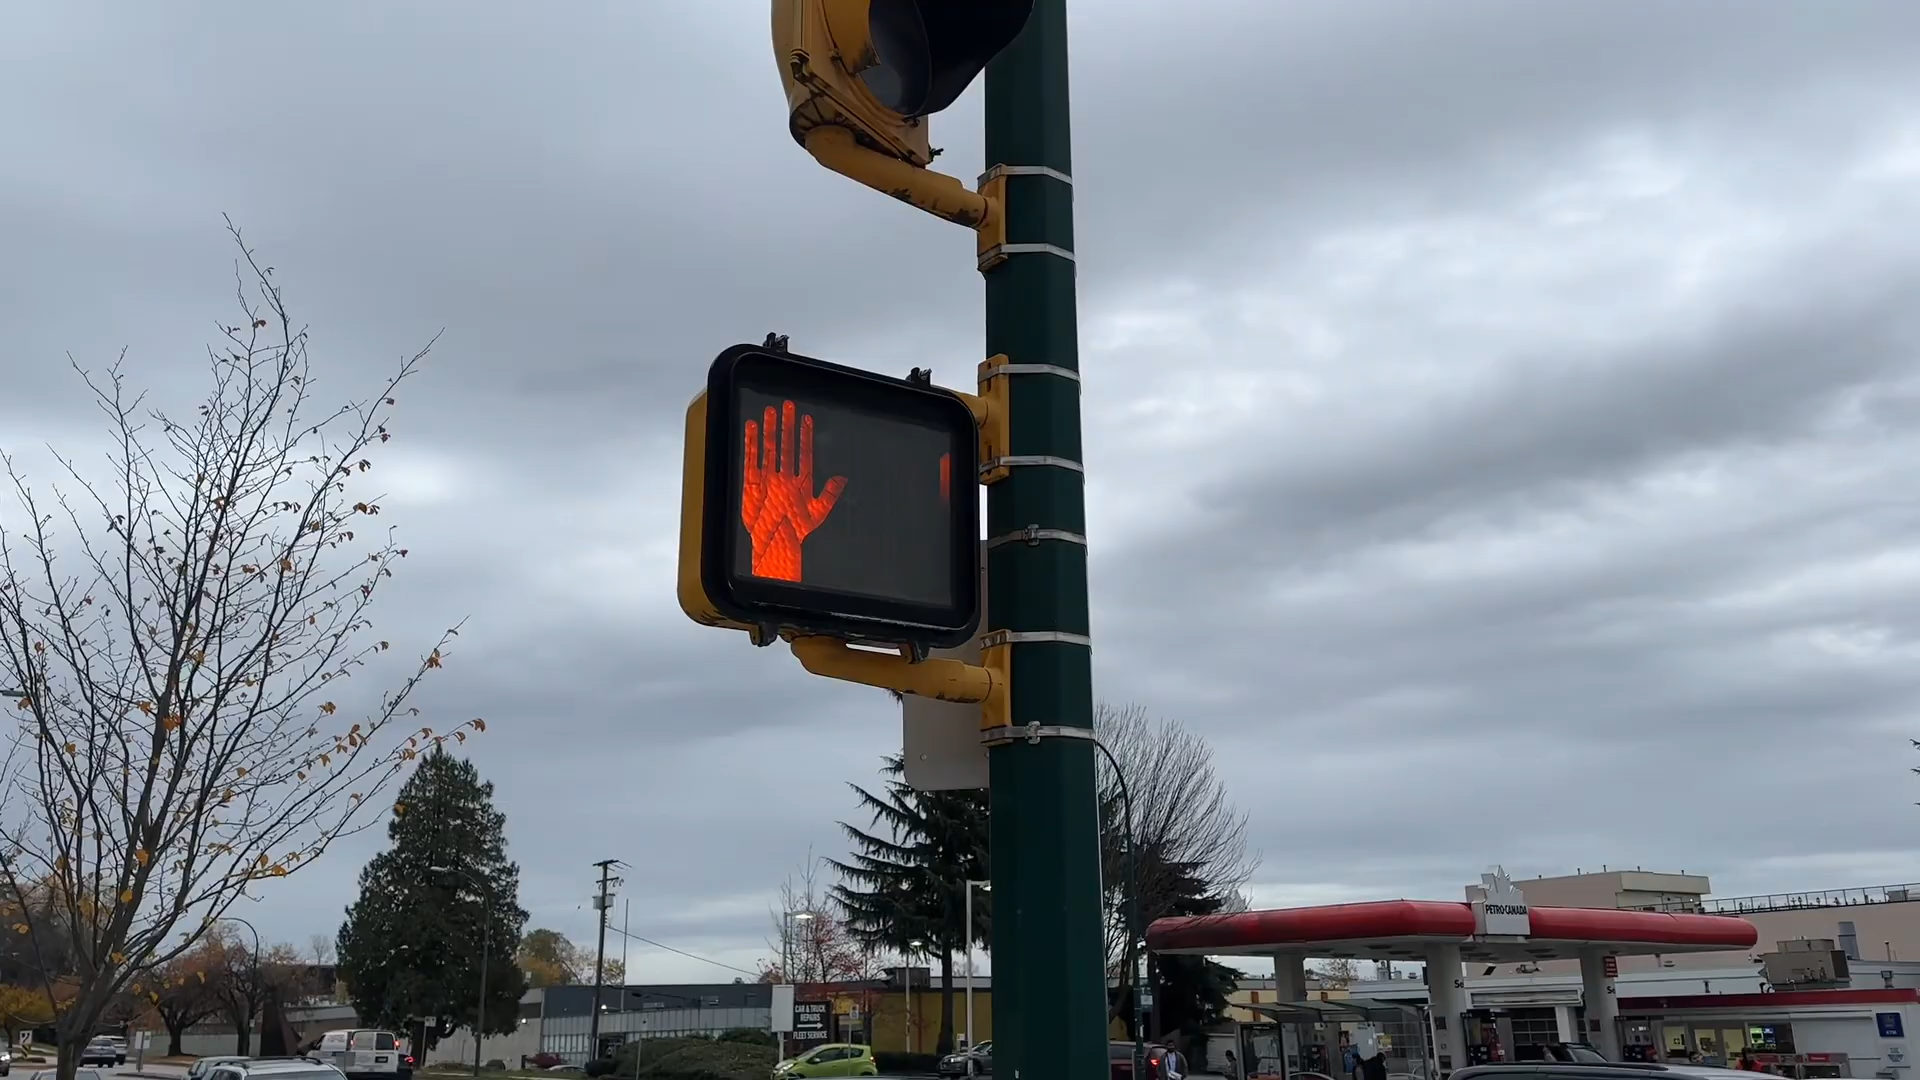 PETRO-CANADA
CAR & TRUCK
REPAIRS
FLEET SERVICE